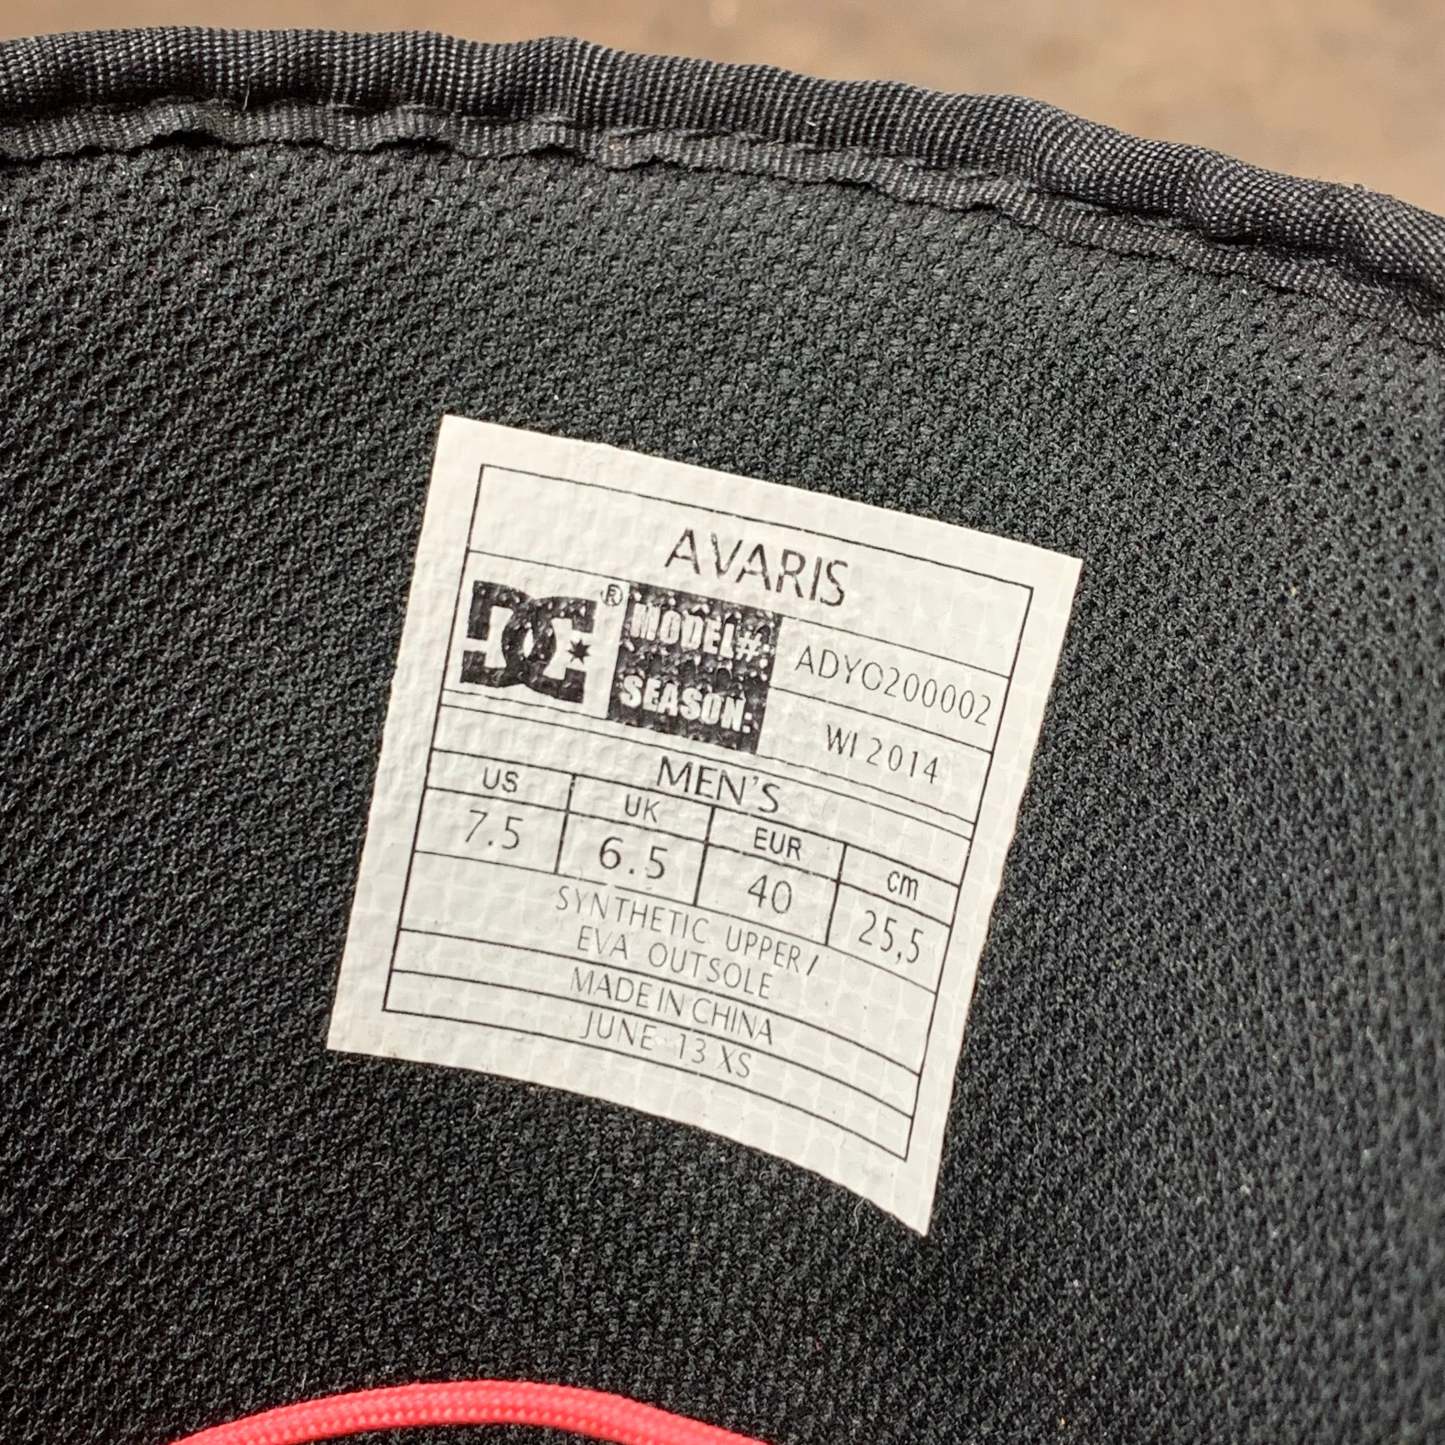 AVARIS
DC® MODEL#: ADYO200002
SEASON: WI 2014
MEN'S
US UK EUR cm
7.5 6.5 40 25,5
SYNTHETIC UPPER/
EVA OUTSOLE
MADE IN CHINA
JUNE 13 XS